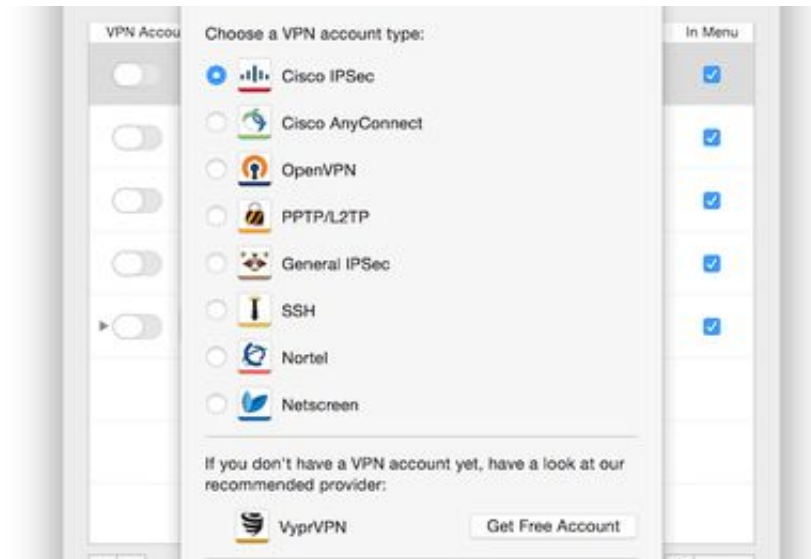 VPN Accou
Choose a VPN account type:
In Menu
Cisco IPSec
Cisco AnyConnect
OpenVPN
PPTP/L2TP
General IPSec
SSH
Nortel
Netscreen
If you don't have a VPN account yet, have a look at our
recommended provider:
VyprVPN
Get Free Account